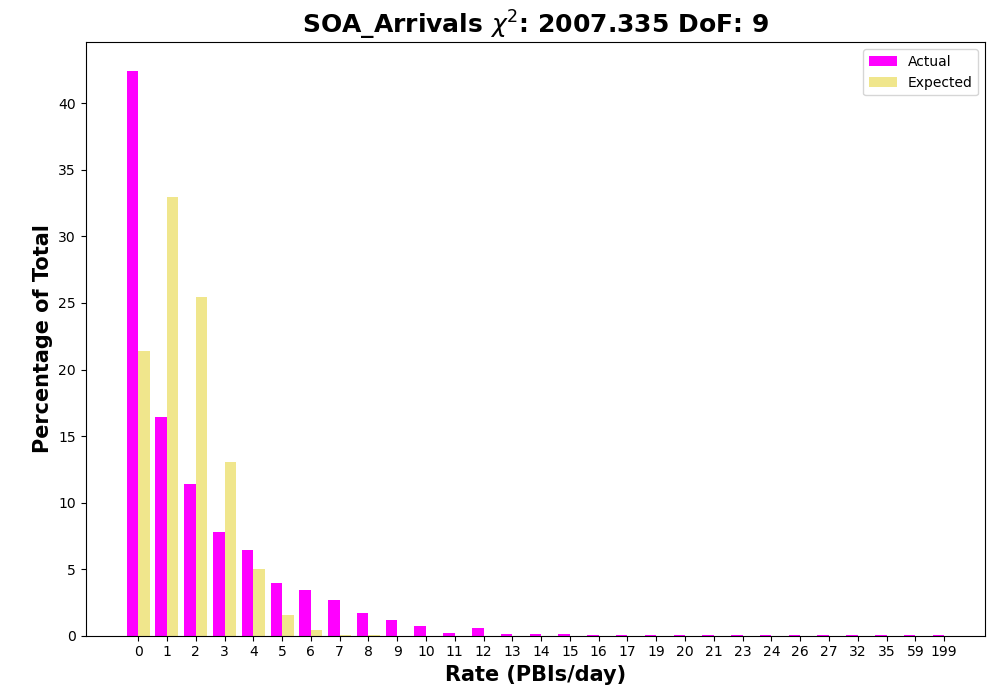 SOA_Arrivals χ²: 2007.335 DoF: 9
Actual
Expected
Percentage of Total
40
35
30
25
20
15
10
5
0
0 1 2 3 4 5 6 7 8 9 10 11 12 13 14 15 16 17 19 20 21 23 24 26 27 32 35 59 199
Rate (PBIs/day)